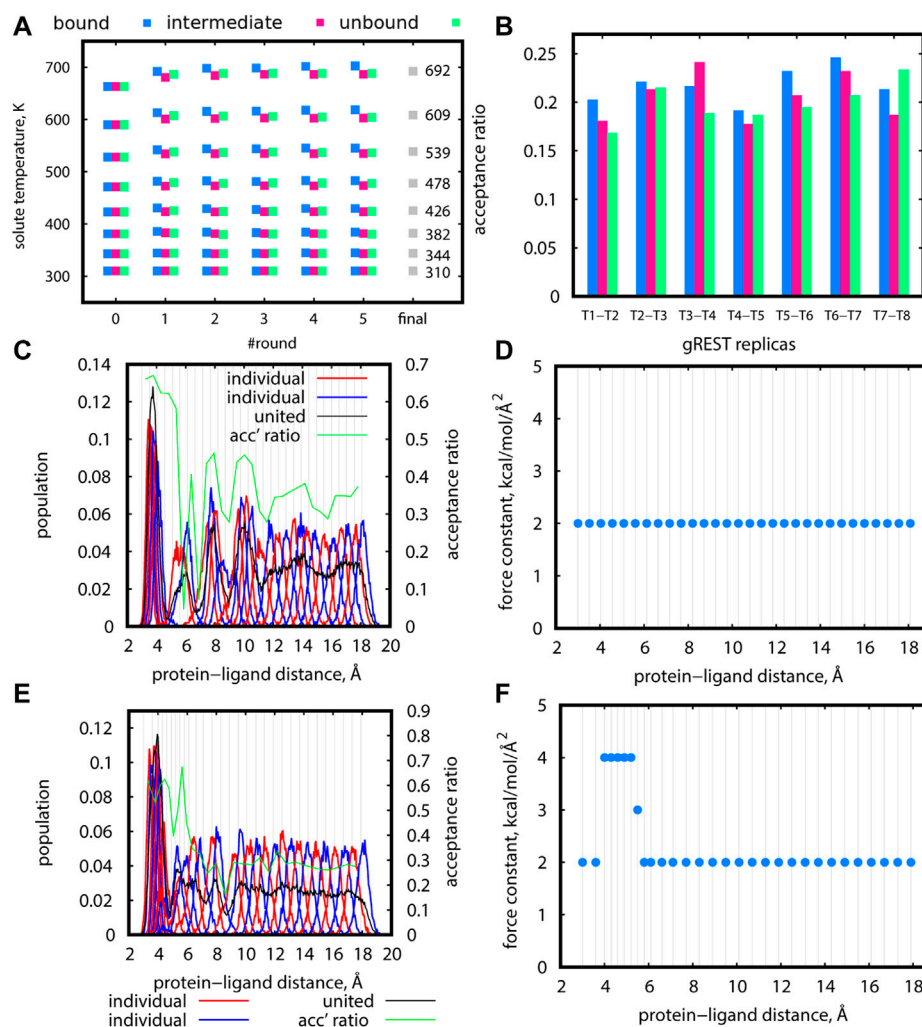 A
bound
intermediate
unbound
solute temperature, K
700
600
500
400
300
692
609
539
478
426
382
344
310
0 1 2 3 4 5 final
#round
B
acceptance ratio
0.25
0.2
0.15
0.1
0.05
0
T1–T2 T2–T3 T3–T4 T4–T5 T5–T6 T6–T7 T7–T8
gREST replicas
C
population
0.14
0.12
0.1
0.08
0.06
0.04
0.02
0
individual
individual
united
acc' ratio
0.7
0.6
0.5
0.4
0.3
0.2
0.1
0
acceptance ratio
2 4 6 8 10 12 14 16 18 20
protein–ligand distance, Å
D
force constant, kcal/mol/Å²
5
4
3
2
1
0
2 4 6 8 10 12 14 16 18
protein–ligand distance, Å
E
population
0.12
0.1
0.08
0.06
0.04
0.02
0
0.9
0.8
0.7
0.6
0.5
0.4
0.3
0.2
0.1
0
acceptance ratio
2 4 6 8 10 12 14 16 18 20
protein–ligand distance, Å
individual united
individual acc' ratio
F
force constant, kcal/mol/Å²
5
4
3
2
1
0
2 4 6 8 10 12 14 16 18
protein–ligand distance, Å